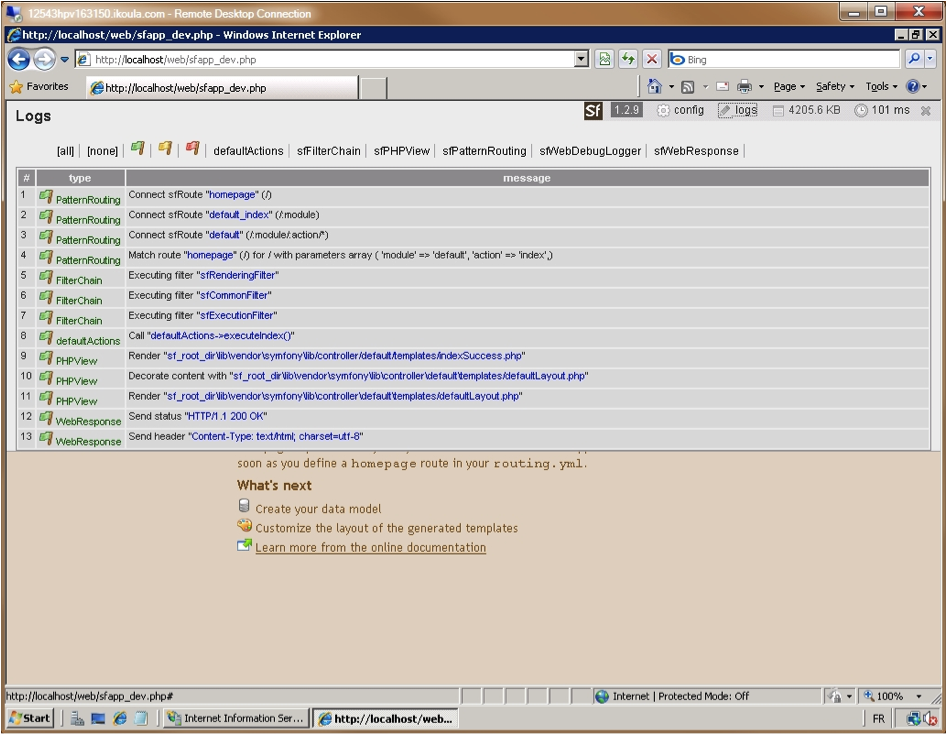 12543hpv163150.ikoula.com - Remote Desktop Connection
http://localhost/web/sfapp_dev.php - Windows Internet Explorer
http://localhost/web/sfapp_dev.php
Bing
Favorites
http://localhost/web/sfapp_dev.php
Page Safety Tools
Sf 1.2.9 config logs 4205.6 KB 101 ms
Logs
[all] [none] defaultActions sfFilterChain sfPHPView sfPatternRouting sfWebDebugLogger sfWebResponse
# type message
1 PatternRouting Connect sfRoute "homepage" (/)
2 PatternRouting Connect sfRoute "default_index" (/:module)
3 PatternRouting Connect sfRoute "default" (/:module/:action/*)
4 PatternRouting Match route "homepage" (/) for / with parameters array ( 'module' => 'default', 'action' => 'index',)
5 FilterChain Executing filter "sfRenderingFilter"
6 FilterChain Executing filter "sfCommonFilter"
7 FilterChain Executing filter "sfExecutionFilter"
8 defaultActions Call "defaultActions->executeIndex()"
9 PHPView Render "sf_root_dir\lib\vendor\symfony\lib/controller/default/templates/indexSuccess.php"
10 PHPView Decorate content with "sf_root_dir\lib\vendor\symfony\lib\controller\default\templates/defaultLayout.php"
11 PHPView Render "sf_root_dir\lib\vendor\symfony\lib\controller\default\templates/defaultLayout.php"
12 WebResponse Send status "HTTP/1.1 200 OK"
13 WebResponse Send header "Content-Type: text/html; charset=utf-8"
soon as you define a homepage route in your routing.yml.
What's next
Create your data model
Customize the layout of the generated templates
Learn more from the online documentation
http://localhost/web/sfapp_dev.php#
Internet | Protected Mode: Off
100%
Start
Internet Information Ser...
http://localhost/web...
FR